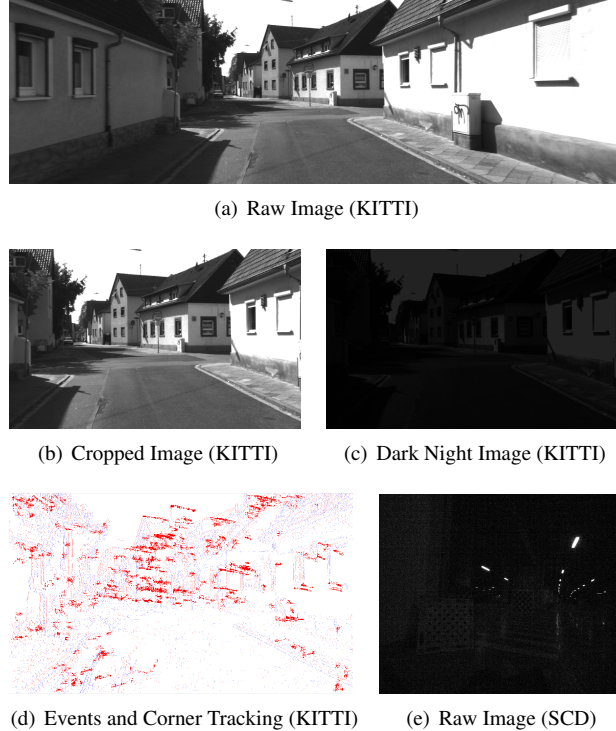 (a) Raw Image (KITTI)
(b) Cropped Image (KITTI)
(c) Dark Night Image (KITTI)
(d) Events and Corner Tracking (KITTI)
(e) Raw Image (SCD)